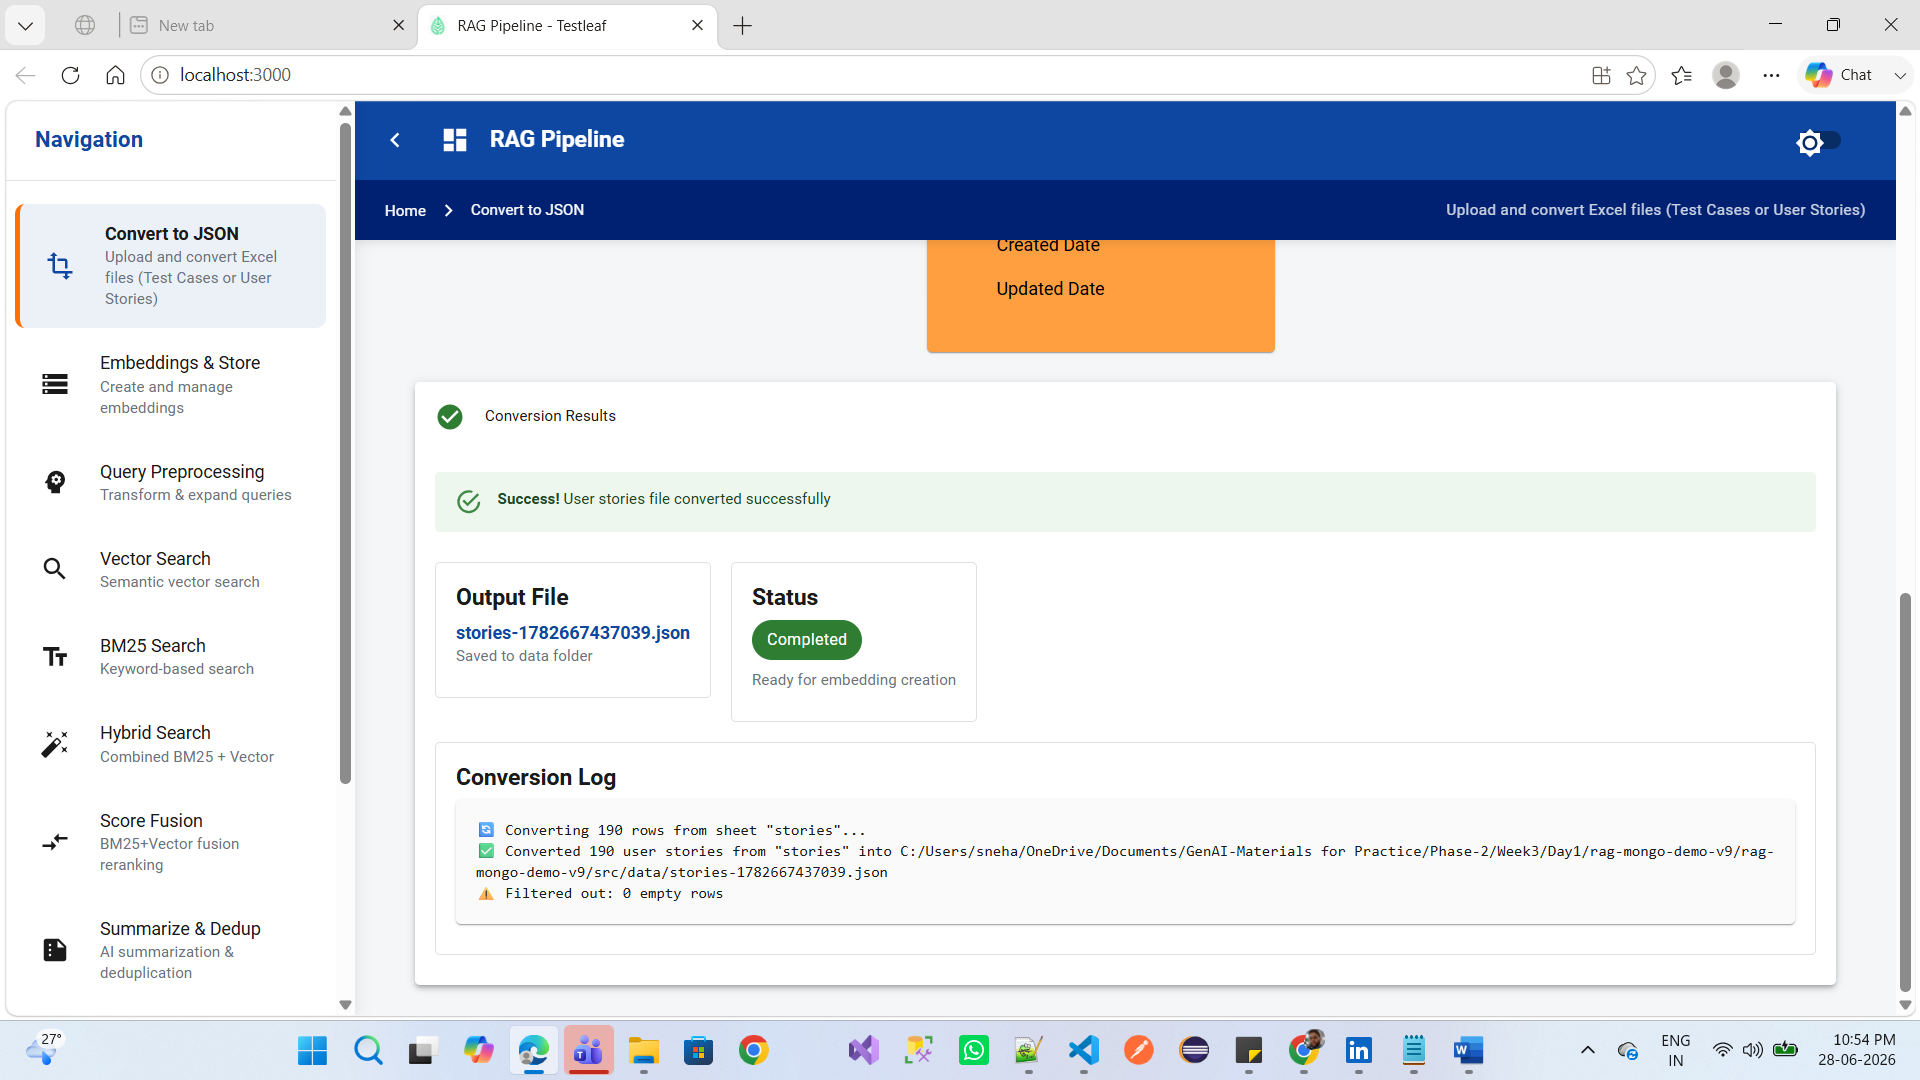 New tab
RAG Pipeline - Testleaf
localhost:3000
Chat
Navigation
Convert to JSON
Upload and convert Excel
files (Test Cases or User
Stories)
Embeddings & Store
Create and manage
embeddings
Query Preprocessing
Transform & expand queries
Vector Search
Semantic vector search
BM25 Search
Keyword-based search
Hybrid Search
Combined BM25 + Vector
Score Fusion
BM25+Vector fusion
reranking
Summarize & Dedup
AI summarization &
deduplication
RAG Pipeline
Home
Convert to JSON
Upload and convert Excel files (Test Cases or User Stories)
Created Date
Updated Date
Conversion Results
Success! User stories file converted successfully
Output File
stories-1782667437039.json
Saved to data folder
Status
Completed
Ready for embedding creation
Conversion Log
Converting 190 rows from sheet "stories"...
Converted 190 user stories from "stories" into C:/Users/sneha/OneDrive/Documents/GenAI-Materials for Practice/Phase-2/Week3/Day1/rag-mongo-demo-v9/rag-
mongo-demo-v9/src/data/stories-1782667437039.json
Filtered out: 0 empty rows
27°
ENG
IN
10:54 PM
28-06-2026